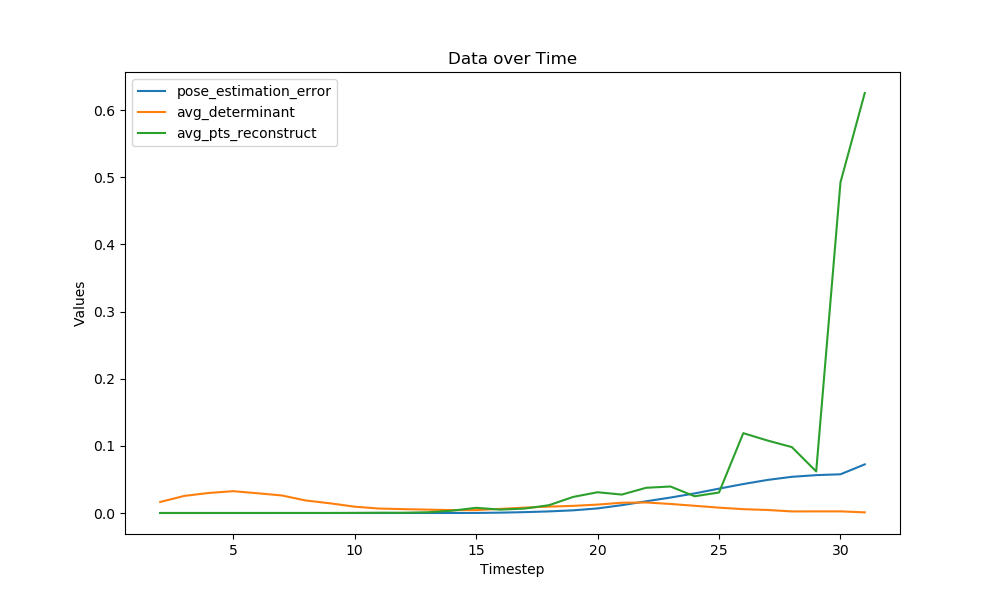 Data over Time
pose_estimation_error
avg_determinant
avg_pts_reconstruct
Values
0.6
0.5
0.4
0.3
0.2
0.1
0.0
5 10 15 20 25 30
Timestep